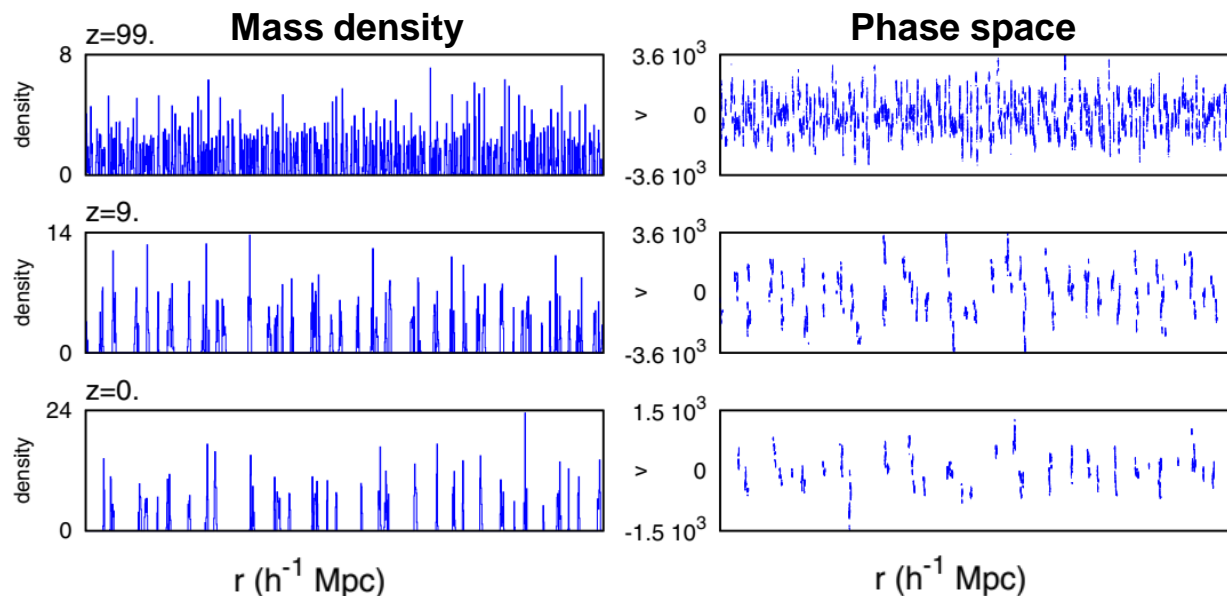 Mass density
Phase space
z=99.
8
density
0
3.6 10³
v
0
-3.6 10³
z=9.
14
density
0
3.6 10³
v
0
-3.6 10³
z=0.
24
density
0
1.5 10³
v
0
-1.5 10³
r (h⁻¹ Mpc)
r (h⁻¹ Mpc)